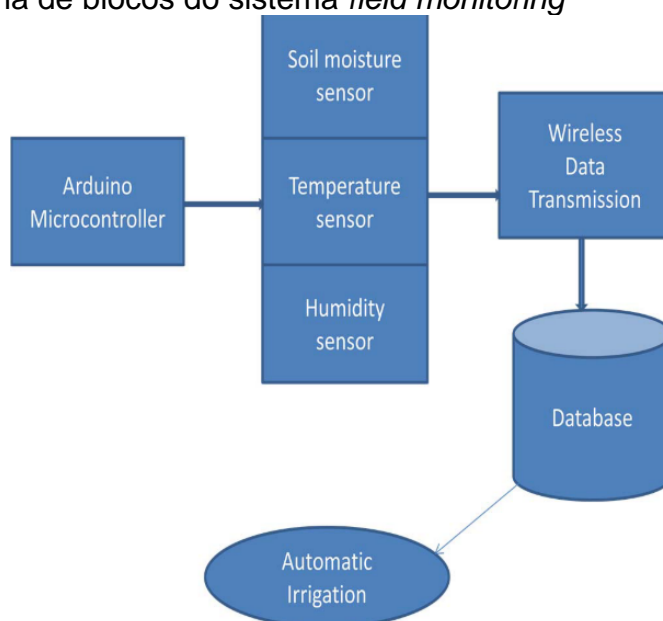 de blocos do sistema field monitoring
Soil moisture
sensor
Arduino
Microcontroller
Temperature
sensor
Humidity
sensor
Wireless
Data
Transmission
Database
Automatic
Irrigation